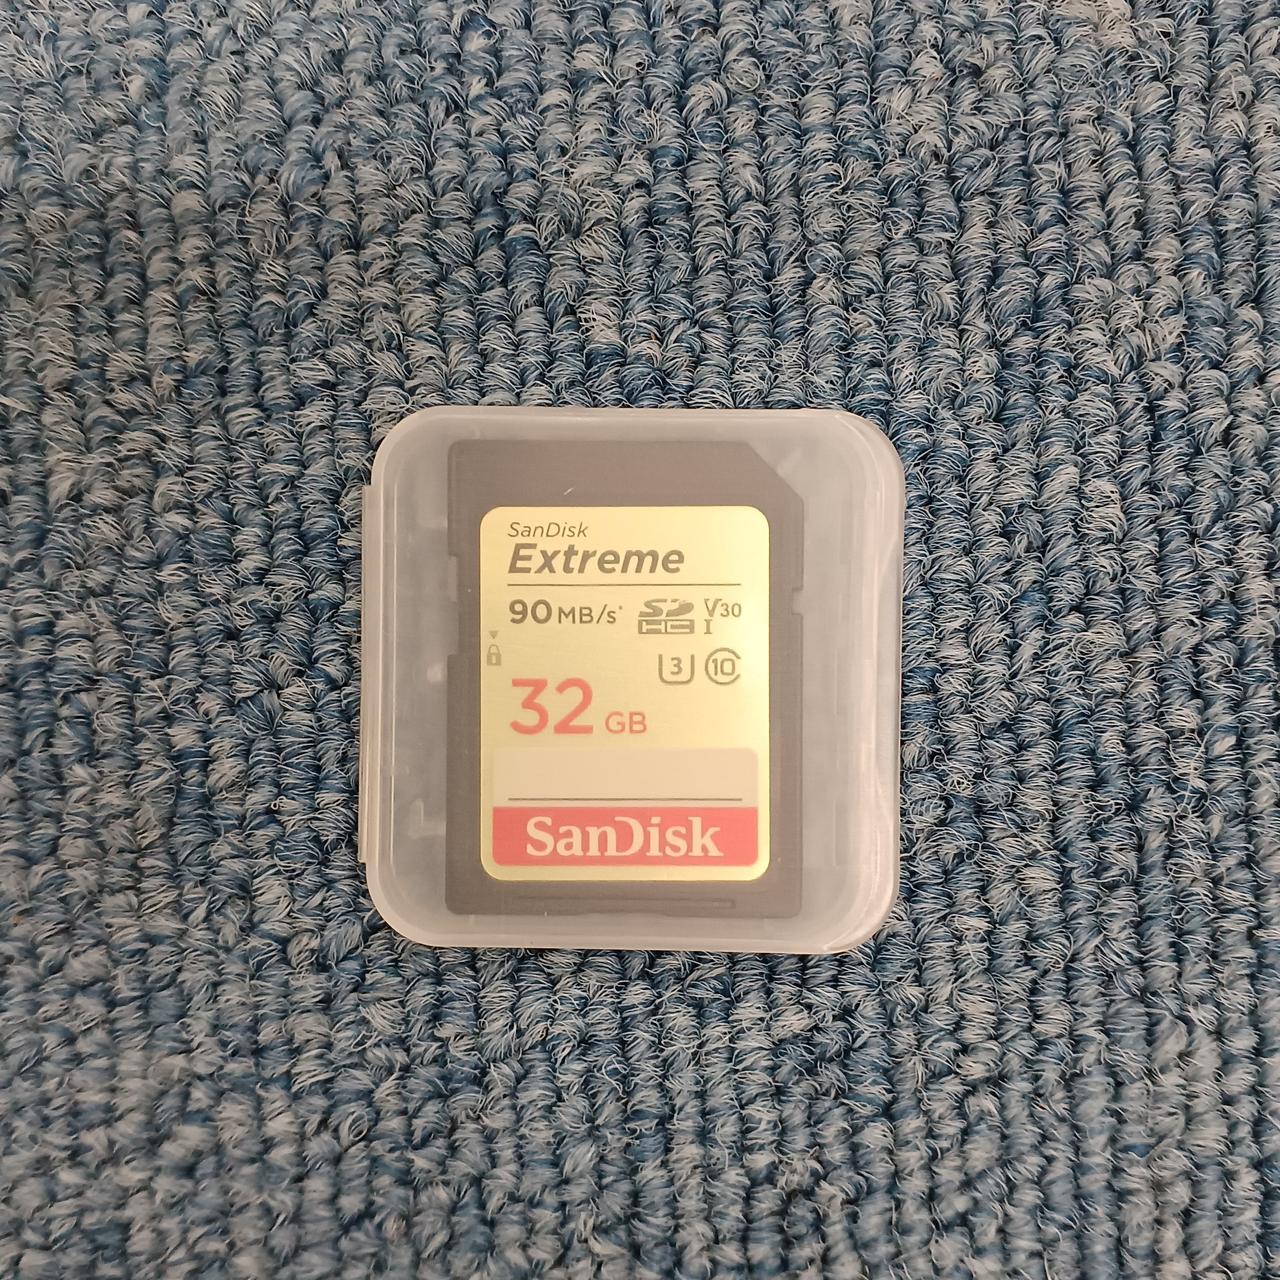 SanDisk
Extreme
90 MB/s*
SD HC I V30
3 10
32 GB
SanDisk